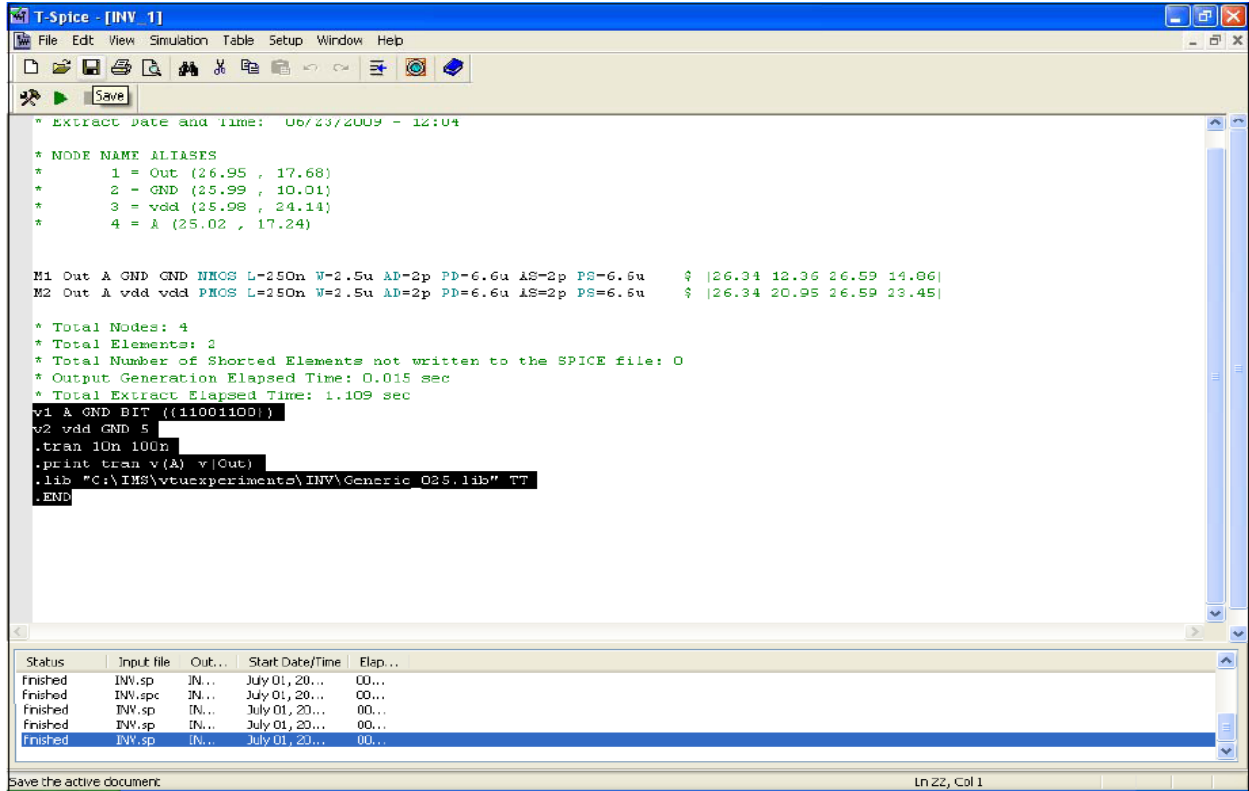 T-Spice - [INV_1]
File Edit View Simulation Table Setup Window Help
Save
* Extract Date and Time: 06/23/2009 - 12:04
* NODE NAME ALIASES
* 1 = Out (26.95 , 17.68)
* 2 = GND (25.99 , 10.01)
* 3 = vdd (25.98 , 24.14)
* 4 = A (25.02 , 17.24)
M1 Out A GND GND NMOS L=250n W=2.5u AD=2p PD=6.6u AS=2p PS=6.6u $ (26.34 12.36 26.59 14.86)
M2 Out A vdd vdd PMOS L=250n W=2.5u AD=2p PD=6.6u AS=2p PS=6.6u $ (26.34 20.95 26.59 23.45)
* Total Nodes: 4
* Total Elements: 2
* Total Number of Shorted Elements not written to the SPICE file: 0
* Output Generation Elapsed Time: 0.015 sec
* Total Extract Elapsed Time: 1.109 sec
v1 A GND BIT ({11001100})
v2 vdd GND 5
.tran 10n 100n
.print tran v(A) v(Out)
.lib "C:\IMS\vtuexperiments\INV\Generic_025.lib" TT
.END
Status Input file Out... Start Date/Time Elap...
finished INV.sp IN... July 01, 20... 00...
finished INV.spc IN... July 01, 20... 00...
finished INV.sp IN... July 01, 20... 00...
finished INV.sp IN... July 01, 20... 00...
finished INV.sp IN... July 01, 20... 00...
Save the active document Ln 22, Col 1